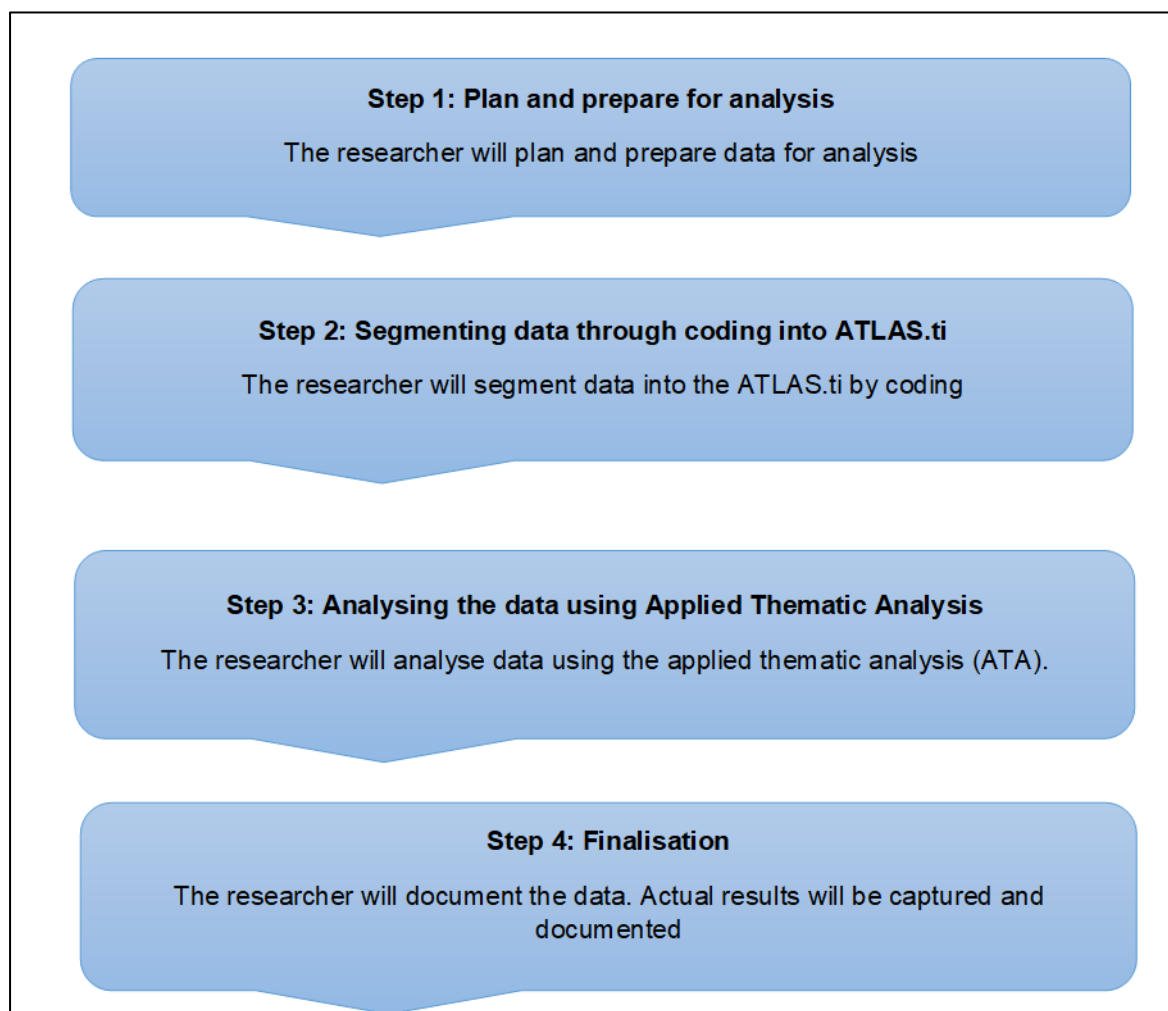 Step 1: Plan and prepare for analysis
The researcher will plan and prepare data for analysis
Step 2: Segmenting data through coding into ATLAS.ti
The researcher will segment data into the ATLAS.ti by coding
Step 3: Analysing the data using Applied Thematic Analysis
The researcher will analyse data using the applied thematic analysis (ATA).
Step 4: Finalisation
The researcher will document the data. Actual results will be captured and
documented